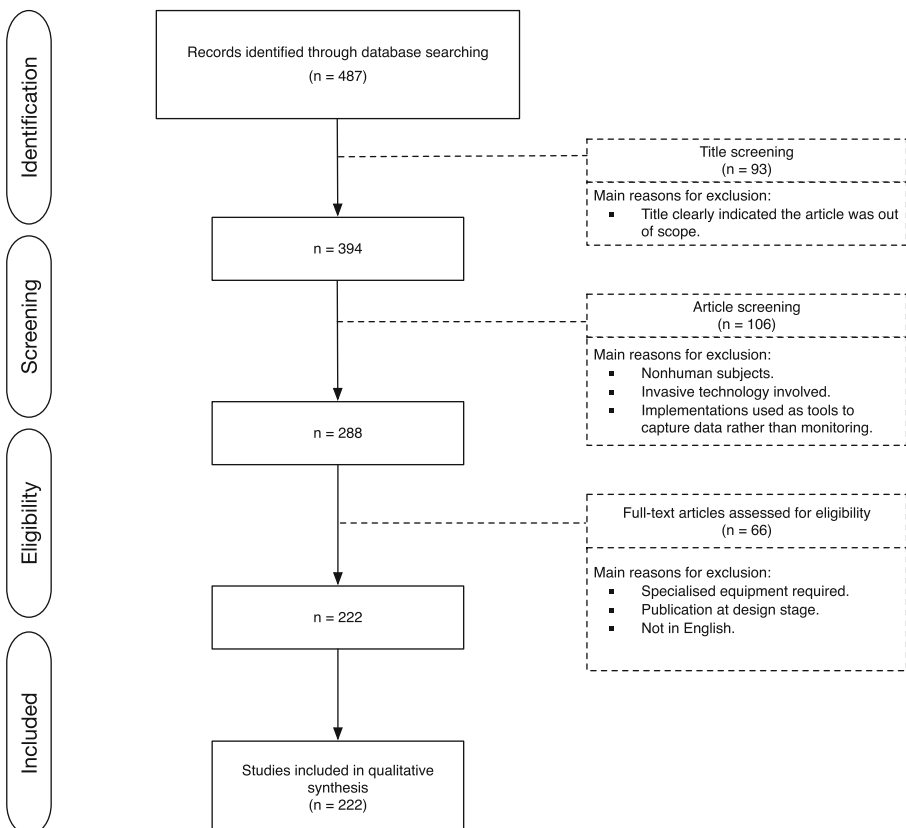 Identification
Records identified through database searching
(n = 487)
Title screening
(n = 93)
Main reasons for exclusion:
▪ Title clearly indicated the article was out
of scope.
n = 394
Screening
Article screening
(n = 106)
Main reasons for exclusion:
▪ Nonhuman subjects.
▪ Invasive technology involved.
▪ Implementations used as tools to
capture data rather than monitoring.
n = 288
Eligibility
Full-text articles assessed for eligibility
(n = 66)
Main reasons for exclusion:
▪ Specialised equipment required.
▪ Publication at design stage.
▪ Not in English.
n = 222
Included
Studies included in qualitative
synthesis
(n = 222)